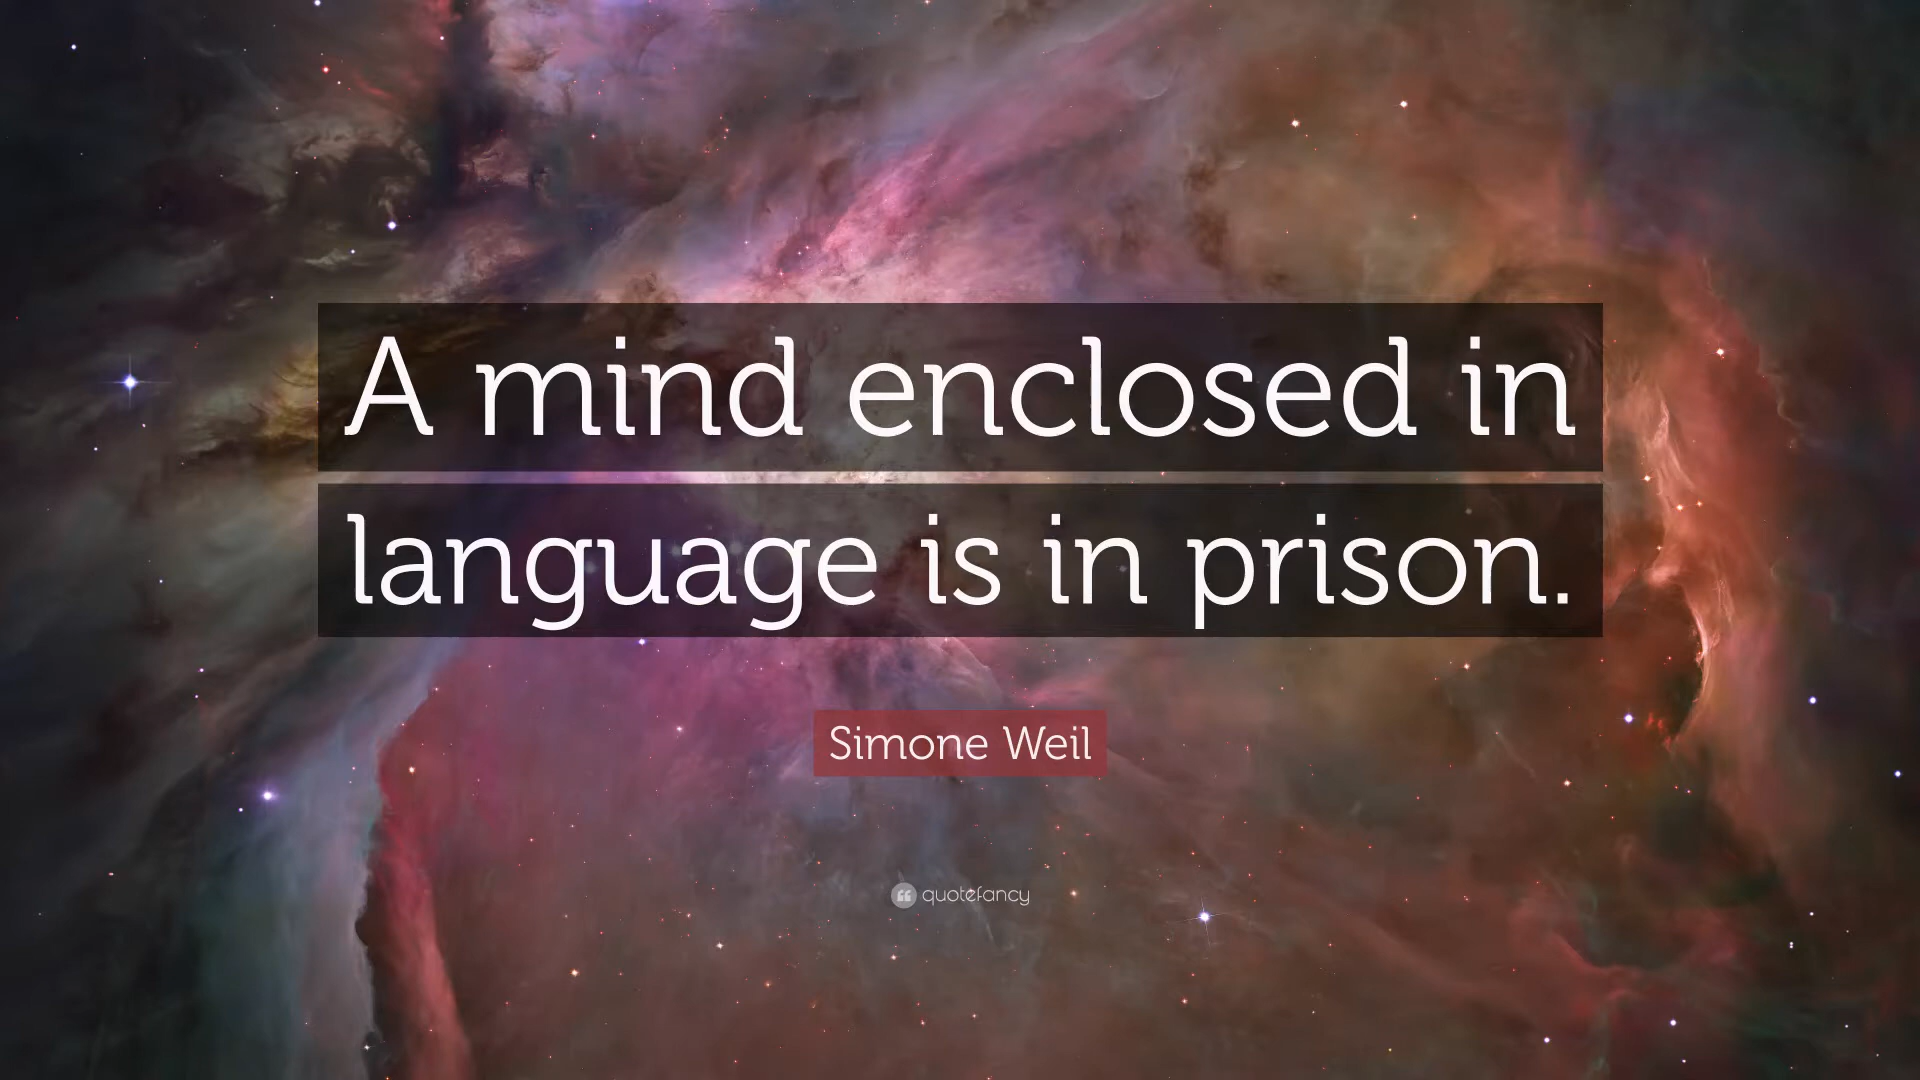 A mind enclosed in
language is in prison.
Simone Weil
quotefancy